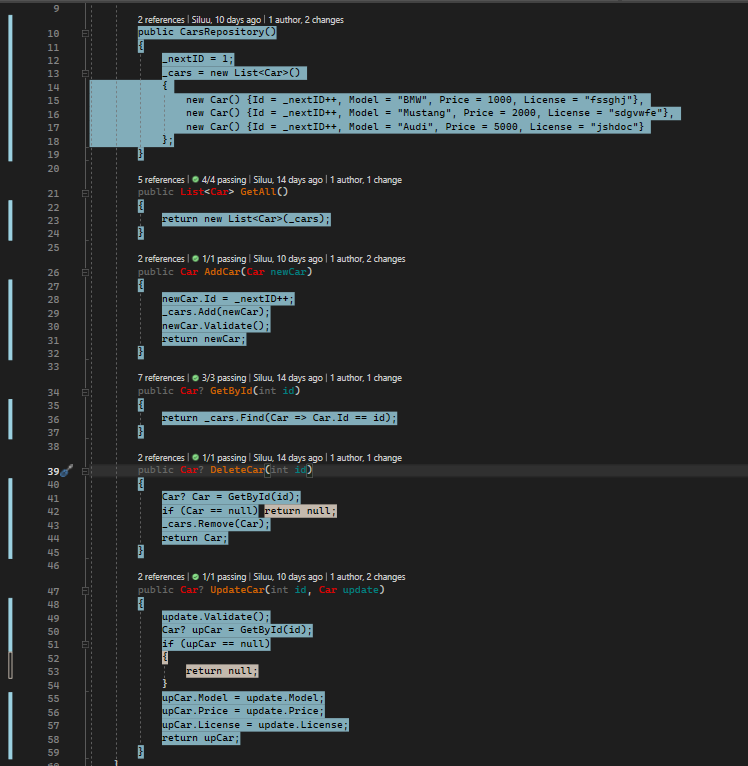 9
2 references | Siluu, 10 days ago | 1 author, 2 changes
10 public CarsRepository()
11 {
12 _nextID = 1;
13 _cars = new List<Car>()
14 {
15 new Car() {Id = _nextID++, Model = "BMW", Price = 1000, License = "fssghj"},
16 new Car() {Id = _nextID++, Model = "Mustang", Price = 2000, License = "sdgvwfe"},
17 new Car() {Id = _nextID++, Model = "Audi", Price = 5000, License = "jshdoc"}
18 };
19 }
20
5 references | 4/4 passing | Siluu, 14 days ago | 1 author, 1 change
21 public List<Car> GetAll()
22 {
23 return new List<Car>(_cars);
24 }
25
2 references | 1/1 passing | Siluu, 10 days ago | 1 author, 2 changes
26 public Car AddCar(Car newCar)
27 {
28 newCar.Id = _nextID++;
29 _cars.Add(newCar);
30 newCar.Validate();
31 return newCar;
32 }
33
7 references | 3/3 passing | Siluu, 14 days ago | 1 author, 1 change
34 public Car? GetById(int id)
35 {
36 return _cars.Find(Car => Car.Id == id);
37 }
38
2 references | 1/1 passing | Siluu, 14 days ago | 1 author, 1 change
39 public Car? DeleteCar(int id)
40 {
41 Car? Car = GetById(id);
42 if (Car == null) return null;
43 _cars.Remove(Car);
44 return Car;
45 }
46
2 references | 1/1 passing | Siluu, 10 days ago | 1 author, 2 changes
47 public Car? UpdateCar(int id, Car update)
48 {
49 update.Validate();
50 Car? upCar = GetById(id);
51 if (upCar == null)
52 {
53 return null;
54 }
55 upCar.Model = update.Model;
56 upCar.Price = update.Price;
57 upCar.License = update.License;
58 return upCar;
59 }
60